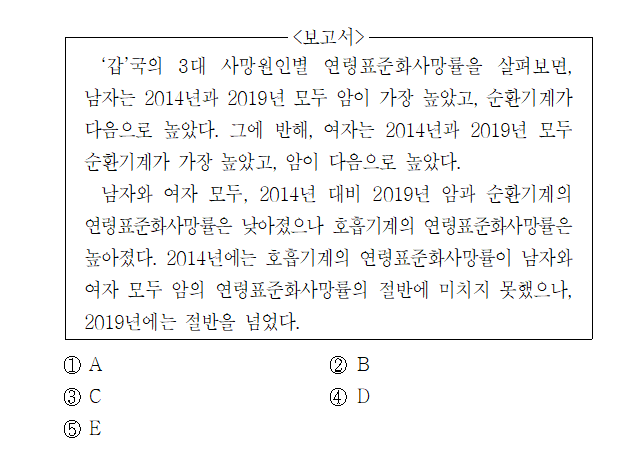 <보고서>
‘갑’국의 3대 사망원인별 연령표준화사망률을 살펴보면,
남자는 2014년과 2019년 모두 암이 가장 높았고, 순환기계가
다음으로 높았다. 그에 반해, 여자는 2014년과 2019년 모두
순환기계가 가장 높았고, 암이 다음으로 높았다.
남자와 여자 모두, 2014년 대비 2019년 암과 순환기계의
연령표준화사망률은 낮아졌으나 호흡기계의 연령표준화사망률은
높아졌다. 2014년에는 호흡기계의 연령표준화사망률이 남자와
여자 모두 암의 연령표준화사망률의 절반에 미치지 못했으나,
2019년에는 절반을 넘었다.
① A ② B
③ C ④ D
⑤ E